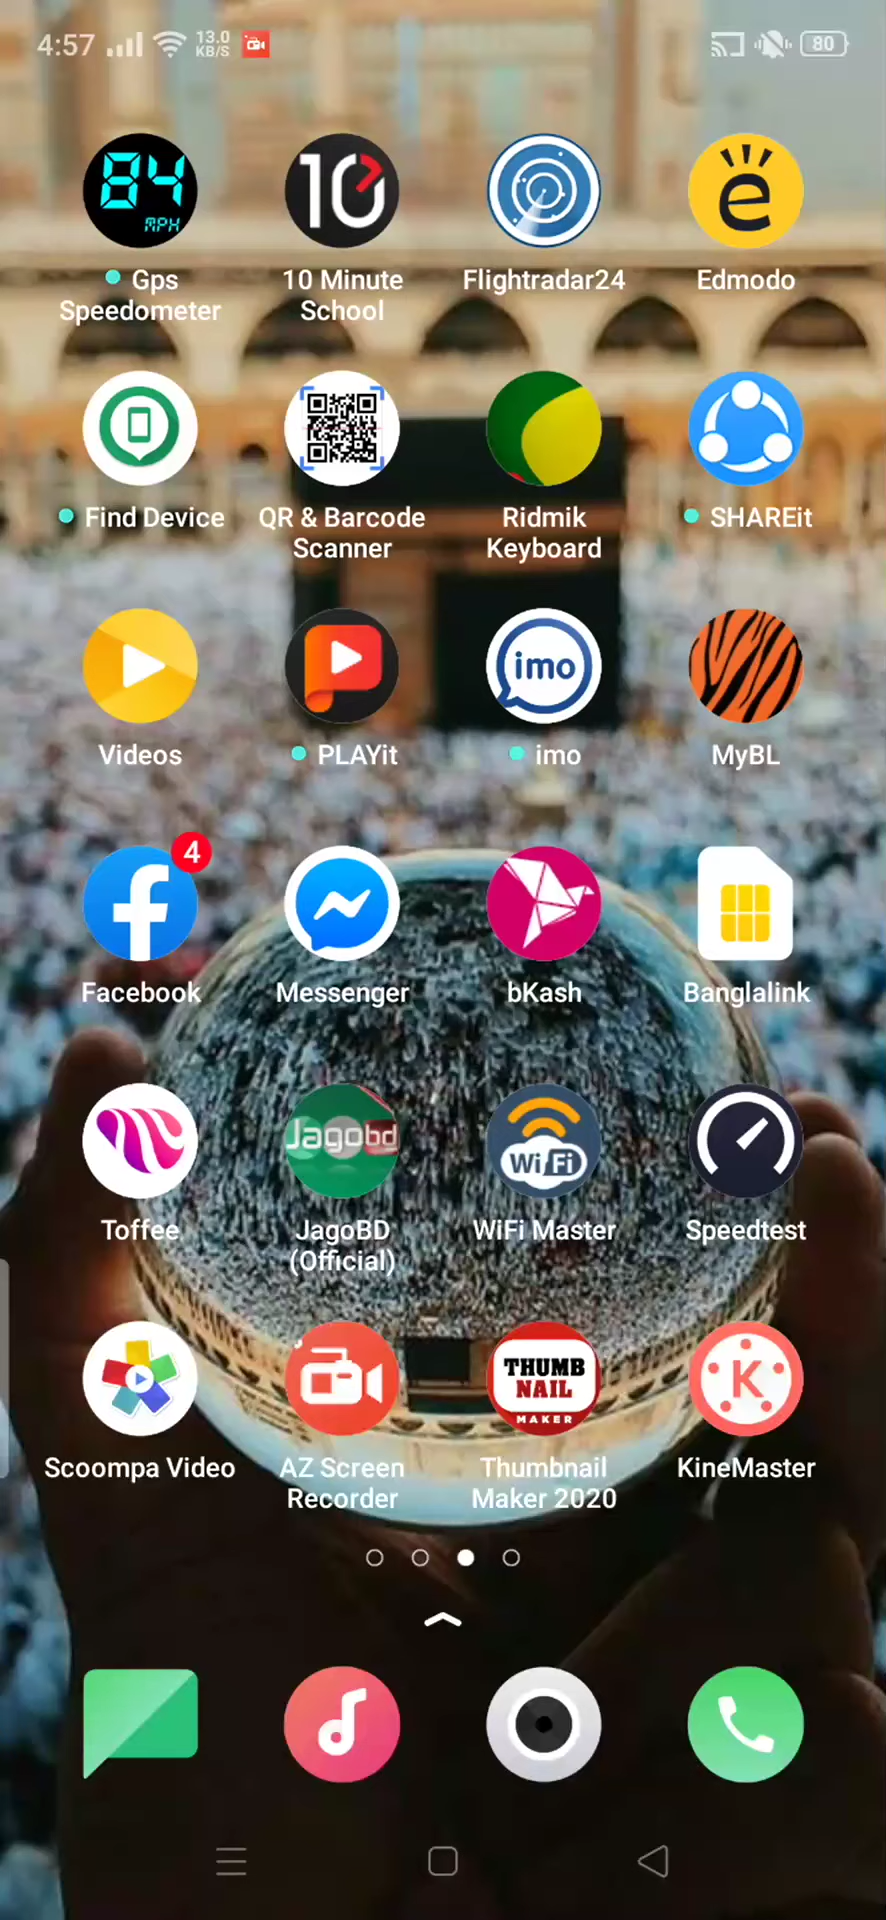 4:57
13.0
KB/S
80
84
MPH
10
e
Gps
Speedometer
10 Minute
School
Flightradar24
Edmodo
Find Device
QR & Barcode
Scanner
Ridmik
Keyboard
SHAREit
imo
Videos
PLAYit
imo
MyBL
4
Facebook
Messenger
bKash
Banglalink
Jagobd
WiFi
Toffee
JagoBD
(Official)
WiFi Master
Speedtest
THUMB
NAIL
MAKER
K
Scoompa Video
AZ Screen
Recorder
Thumbnail
Maker 2020
KineMaster